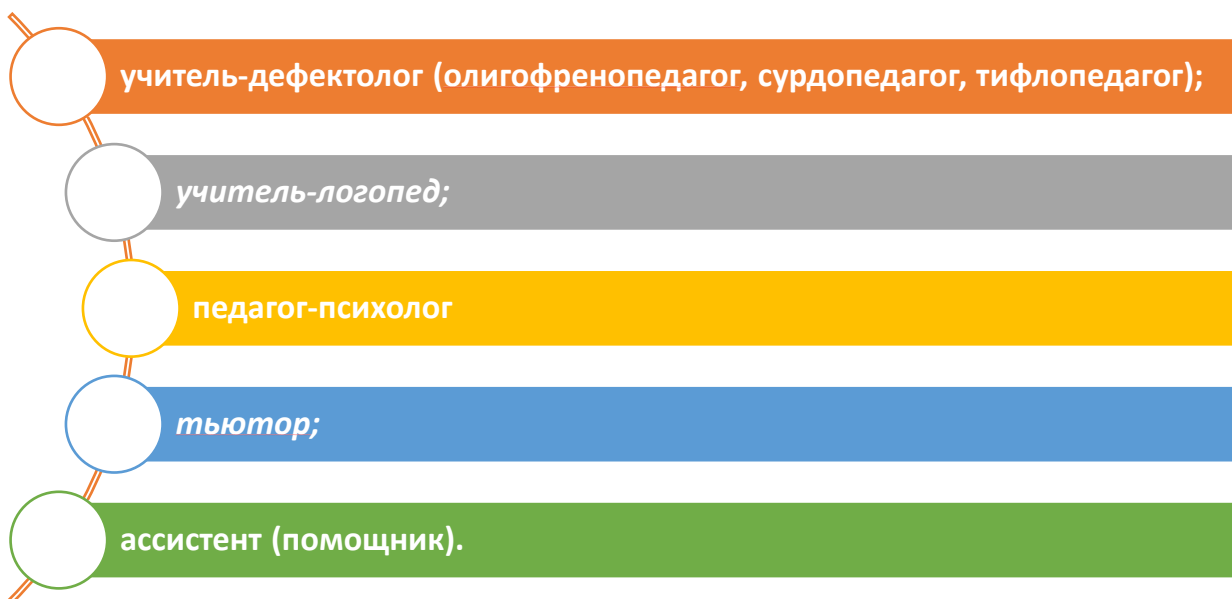 учитель-дефектолог (олигофренопедагог, сурдопедагог, тифлопедагог);
учитель-логопед;
педагог-психолог
тьютор;
ассистент (помощник).